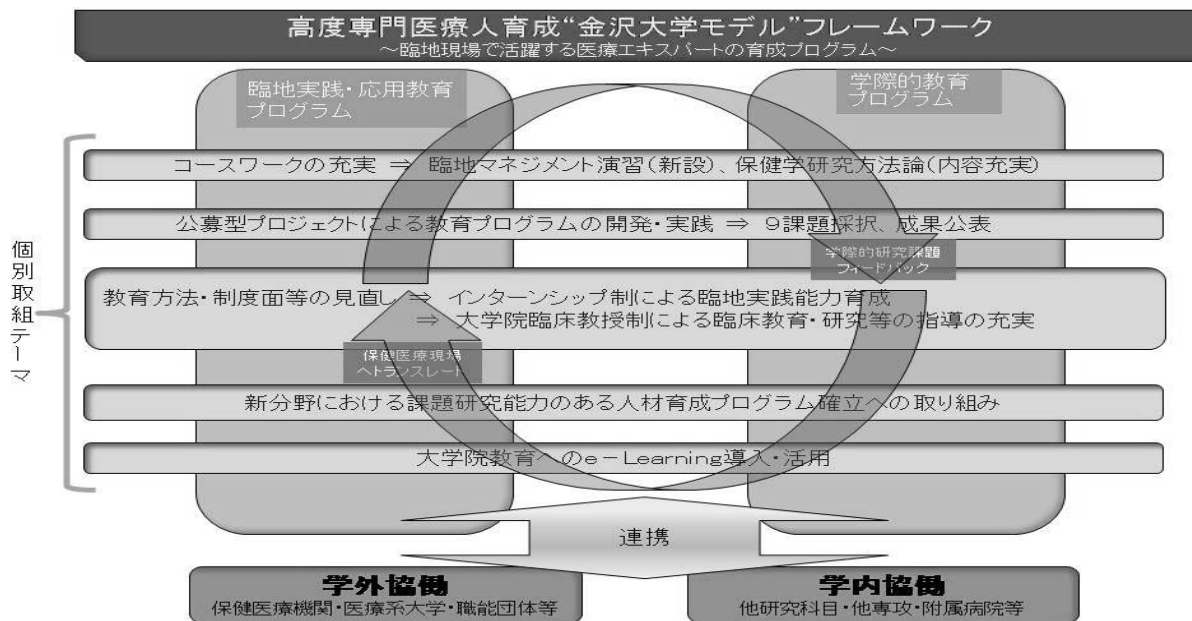 高度専門医療人育成“金沢大学モデル”フレームワーク
～臨地現場で活躍する医療エキスパートの育成プログラム～
臨地実践・応用教育
プログラム
学際的教育
プログラム
個別取組テーマ
コースワークの充実 ⇒ 臨地マネジメント演習(新設)、保健学研究方法論(内容充実)
公募型プロジェクトによる教育プログラムの開発・実践 ⇒ 9課題採択、成果公表
学際的研究課題
フィードバック
教育方法・制度面等の見直し ⇒ インターンシップ制による臨地実践能力育成
⇒ 大学院臨床教授制による臨床教育・研究等の指導の充実
保健医療現場
へトランスレート
新分野における課題研究能力のある人材育成プログラム確立への取り組み
大学院教育へのe－Learning導入・活用
連携
学外協働
保健医療機関・医療系大学・職能団体等
学内協働
他研究科目・他専攻・附属病院等